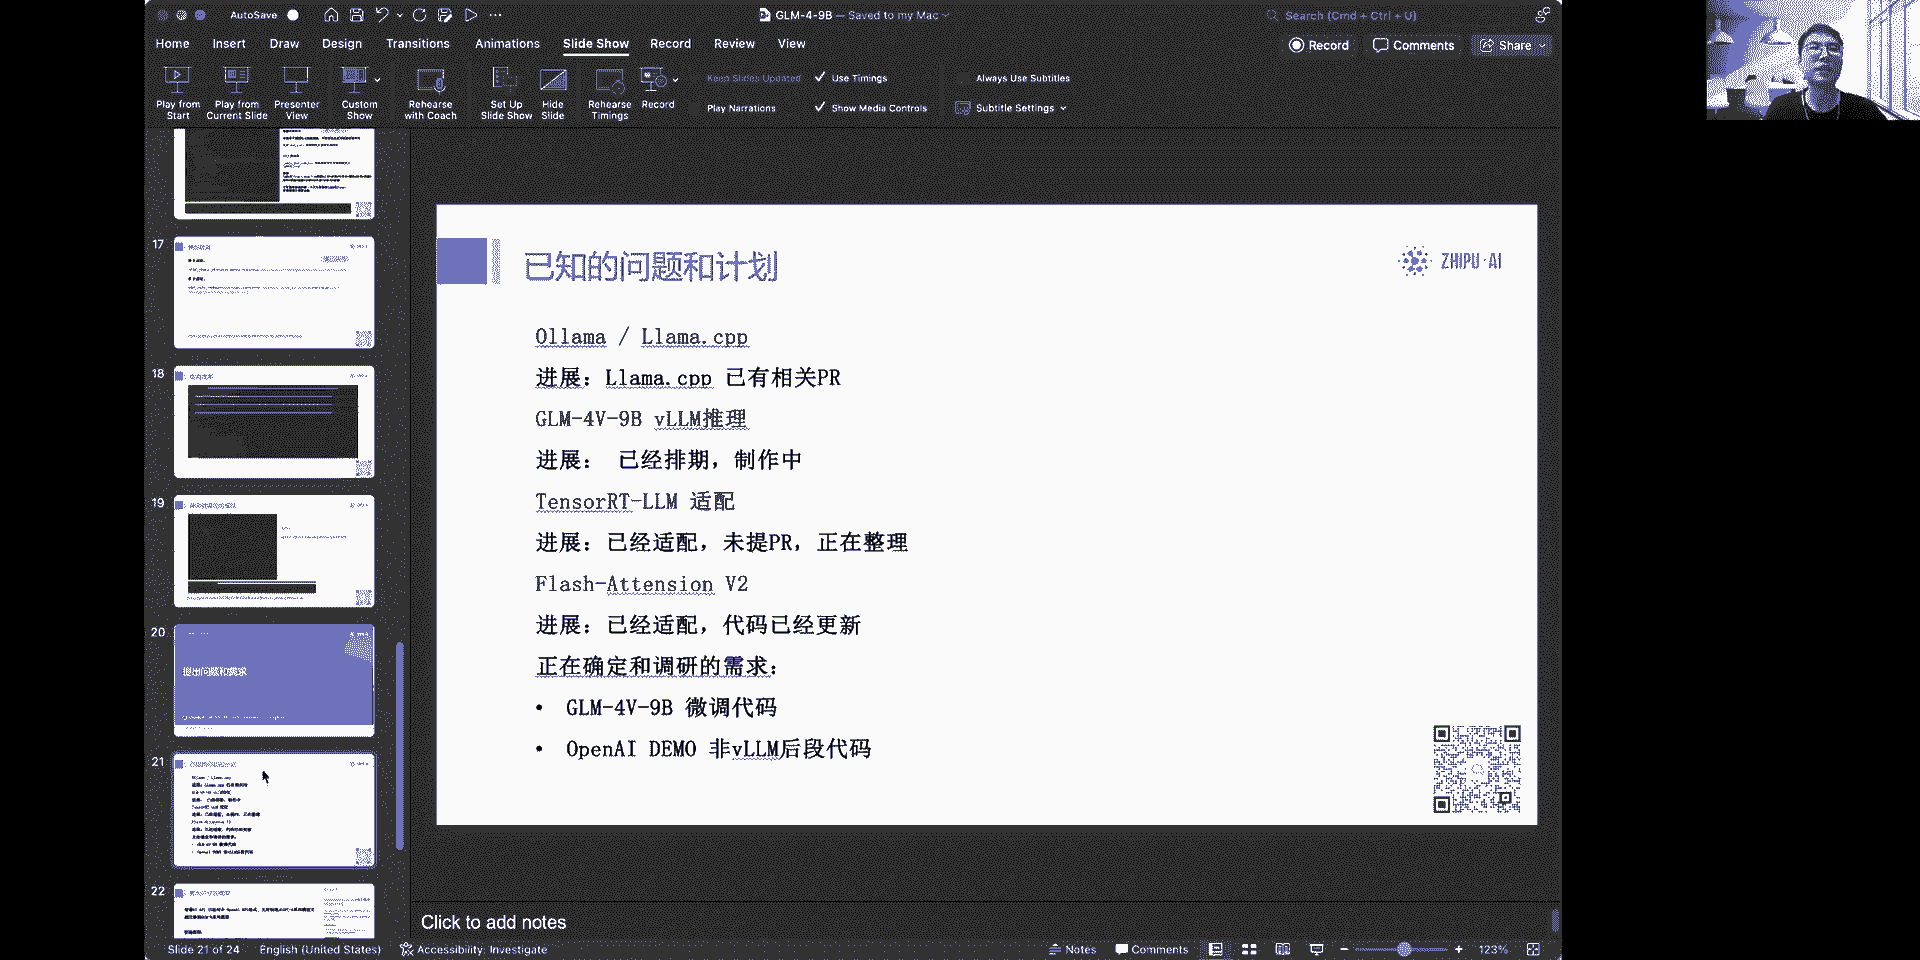 AutoSave
GLM-4-9B — Saved to my Mac
Search (Cmd + Ctrl + U)
Home Insert Draw Design Transitions Animations Slide Show Record Review View
Record Comments Share
Play from Start
Play from Current Slide
Presenter View
Custom Show
Rehearse with Coach
Set Up Slide Show
Hide Slide
Rehearse Timings
Record
Keep Slides Updated
Use Timings
Play Narrations
Show Media Controls
Always Use Subtitles
Subtitle Settings
17
18
19
20
提出问题和需求
21
22
已知的问题和计划
ZHIPU·AI
Ollama / Llama.cpp
进展：Llama.cpp 已有相关PR
GLM-4V-9B vLLM推理
进展： 已经排期，制作中
TensorRT-LLM 适配
进展：已经适配，未提PR，正在整理
Flash-Attension V2
进展：已经适配，代码已经更新
正在确定和调研的需求：
• GLM-4V-9B 微调代码
• OpenAI DEMO 非vLLM后段代码
Click to add notes
Slide 21 of 24 English (United States) Accessibility: Investigate
Notes Comments 123%